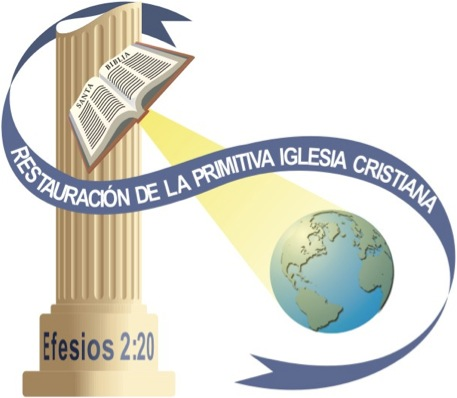 SANTA BIBLIA
RESTAURACIÓN DE LA PRIMITIVA IGLESIA CRISTIANA
Efesios 2:20